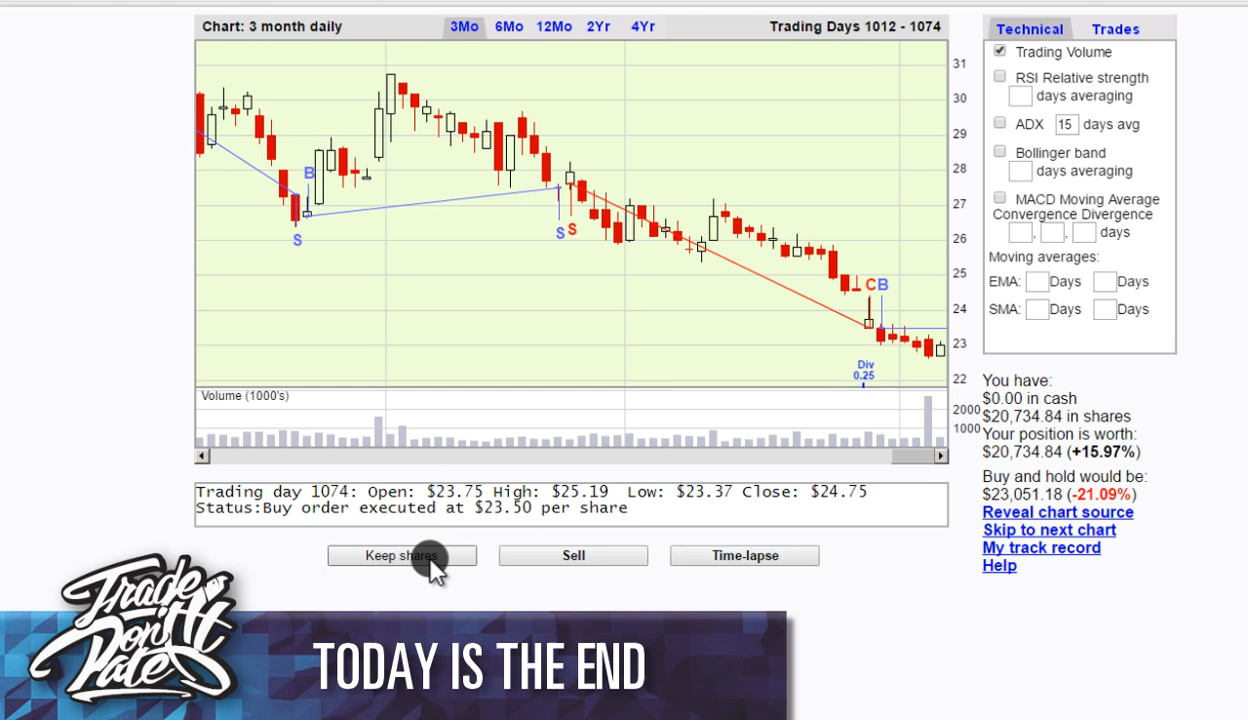 Chart: 3 month daily
3Mo 6Mo 12Mo 2Yr 4Yr
Trading Days 1012 - 1074
31
30
29
28
27
26
25
24
23
22
B
S
S
S
C
B
Div
0.25
Volume (1000's)
2000
1000
Trading day 1074: Open: $23.75 High: $25.19 Low: $23.37 Close: $24.75
Status:Buy order executed at $23.50 per share
Keep shares
Sell
Time-lapse
Technical
Trades
Trading Volume
RSI Relative strength
days averaging
ADX 15 days avg
Bollinger band
days averaging
MACD Moving Average
Convergence Divergence
, , days
Moving averages:
EMA: Days Days
SMA: Days Days
You have:
$0.00 in cash
$20,734.84 in shares
Your position is worth:
$20,734.84 (+15.97%)
Buy and hold would be:
$23,051.18 (-21.09%)
Reveal chart source
Skip to next chart
My track record
Help
Trade
Don't
Hate
TODAY IS THE END